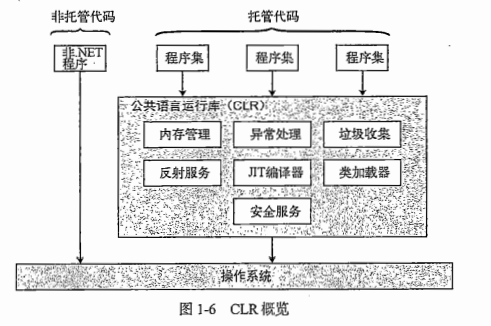 非托管代码
托管代码
非.NET
程序
程序集
程序集
程序集
公共语言运行库（CLR）
内存管理
异常处理
垃圾收集
反射服务
JIT编译器
类加载器
安全服务
操作系统
图 1-6 CLR 概览